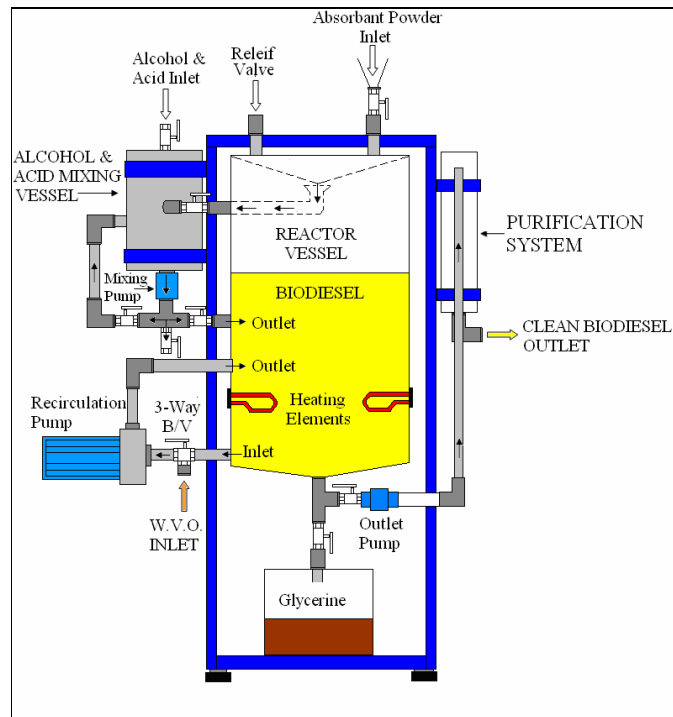 Absorbant Powder
Inlet
Alcohol &
Acid Inlet
Releif
Valve
ALCOHOL &
ACID MIXING
VESSEL
REACTOR
VESSEL
PURIFICATION
SYSTEM
Mixing
Pump
BIODIESEL
Outlet
CLEAN BIODIESEL
OUTLET
Outlet
Recirculation
Pump
3-Way
B/V
Heating
Elements
Inlet
W.V.O.
INLET
Outlet
Pump
Glycerine